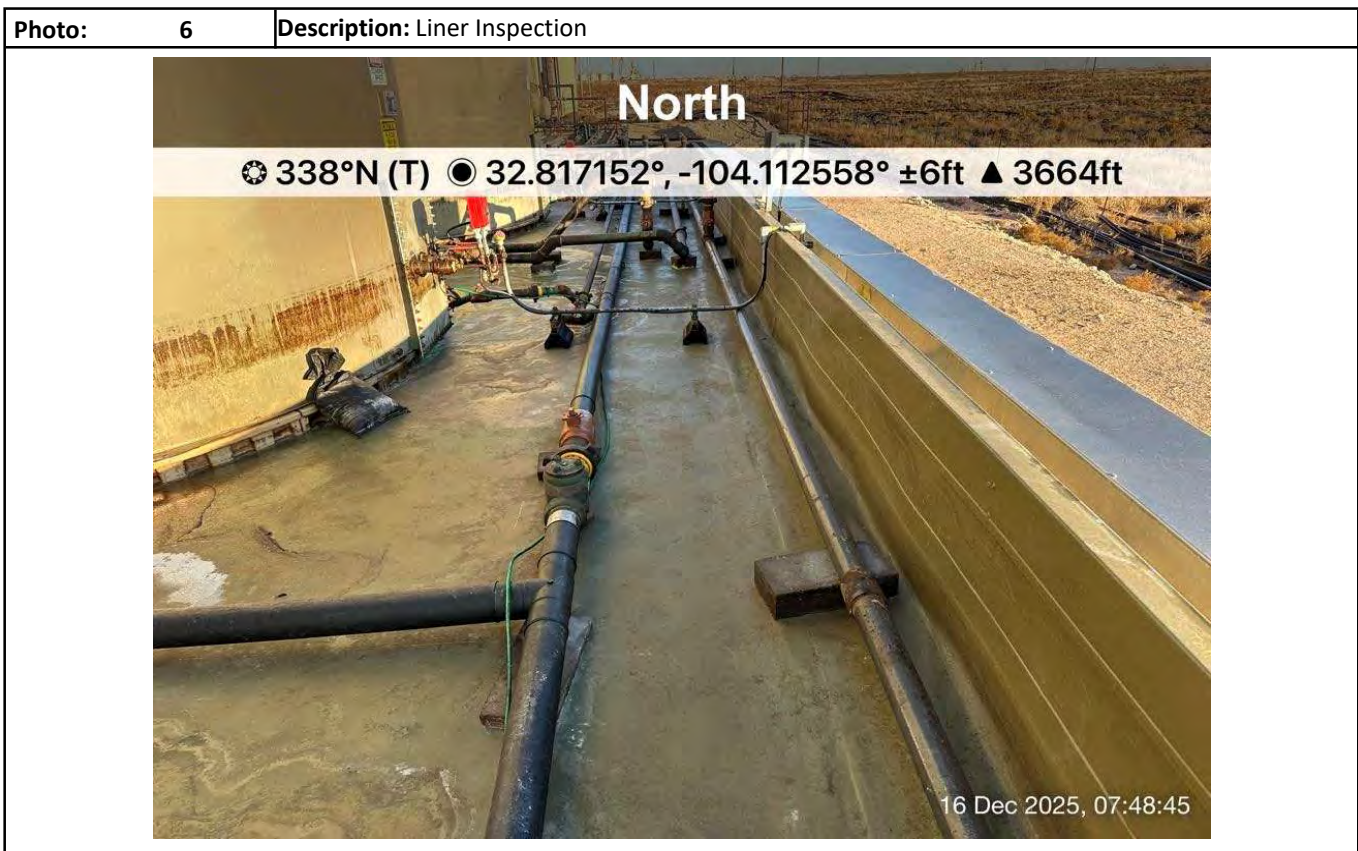 Photo: 6 Description: Liner Inspection
North
338°N (T) 32.817152°, -104.112558° ±6ft ▲ 3664ft
16 Dec 2025, 07:48:45